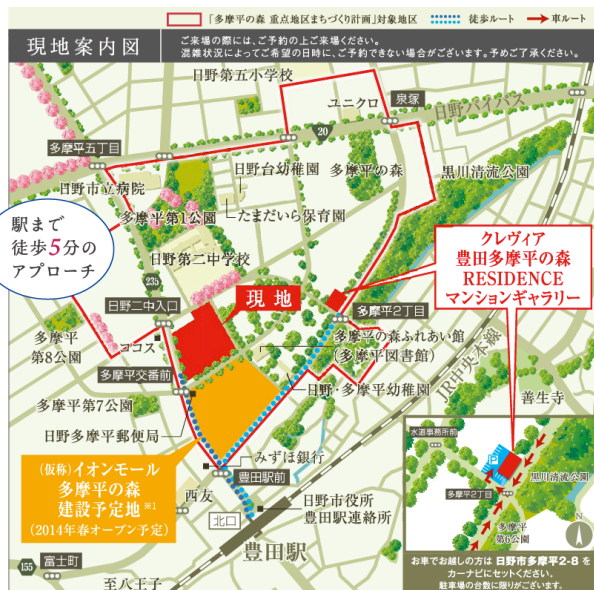 「多摩平の森 重点地区まちづくり計画」対象地区
徒歩ルート
車ルート
現地案内図
ご来場の際には、ご予約の上ご来場ください。
混雑状況によってご希望の日時に、ご予約できない場合がございます。予めご了承ください。
日野第五小学校
ユニクロ
泉塚
日野バイパス
20
多摩平五丁目
日野市立病院
日野台幼稚園
多摩平の森
黒川清流公園
多摩平第1公園
たまだいら保育園
駅まで
徒歩5分の
アプローチ
日野第二中学校
クレヴィア
豊田多摩平の森
RESIDENCE
マンションギャラリー
235
現地
日野二中入口
多摩平2丁目
多摩平
第8公園
ココス
多摩平の森ふれあい館
(多摩平図書館)
JR中央本線
多摩平交番前
日野・多摩平幼稚園
善生寺
多摩平第7公園
日野多摩平郵便局
水道事務所前
P
黒川清流公園
みずほ銀行
(仮称)イオンモール
多摩平の森
建設予定地※1
(2014年春オープン予定)
豊田駅前
多摩平2丁目
西友
日野市役所
豊田駅連絡所
多摩平
第6公園
N
北口
豊田駅
155
富士町
至八王子
お車でお越しの方は 日野市多摩平2-8 を
カーナビにセットください。
駐車場の台数に限りがございます。